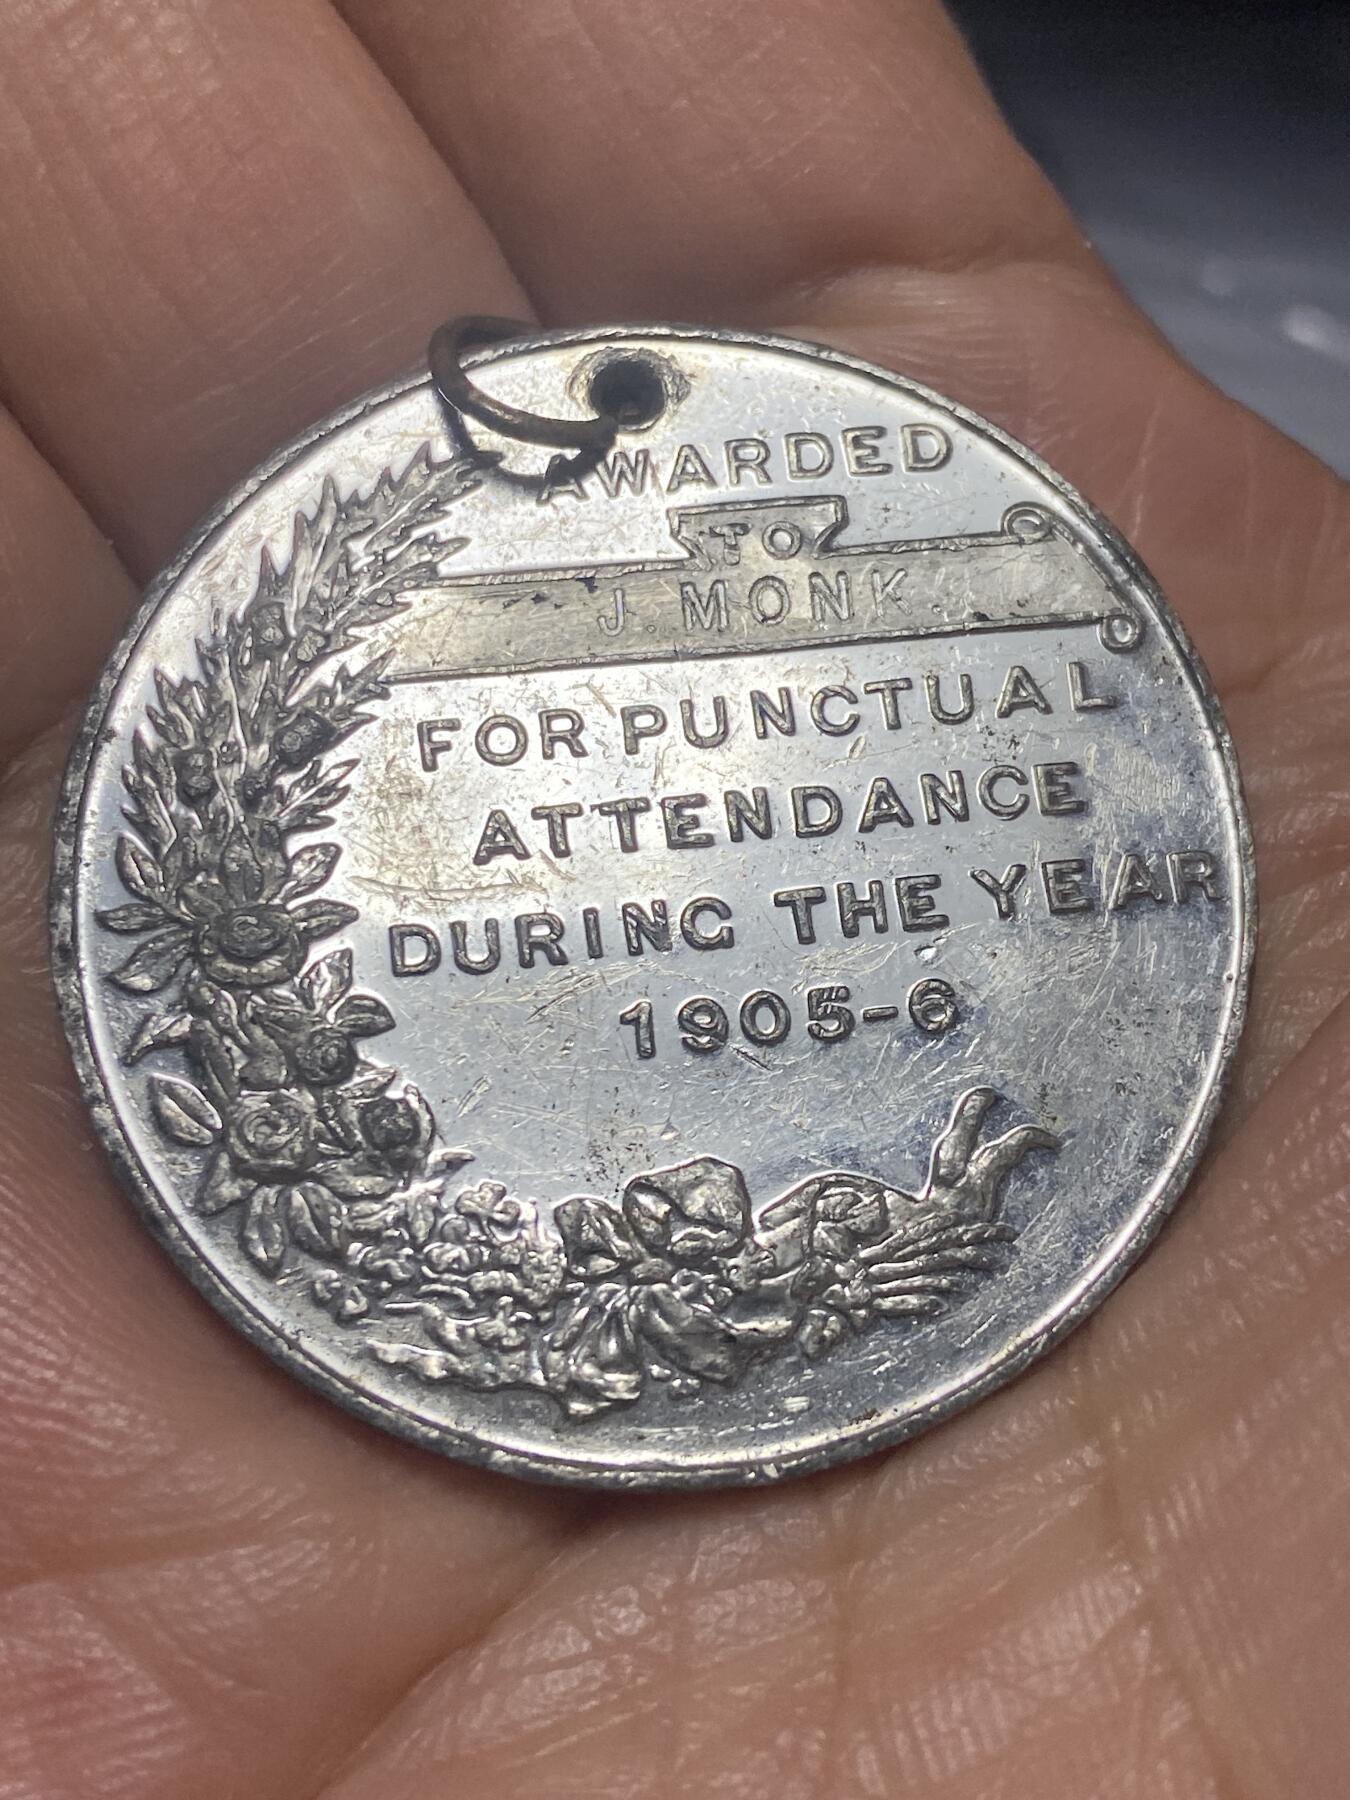 AWARDED
TO
J. MONK.
FOR PUNCTUAL
ATTENDANCE
DURING THE YEAR
1905-6